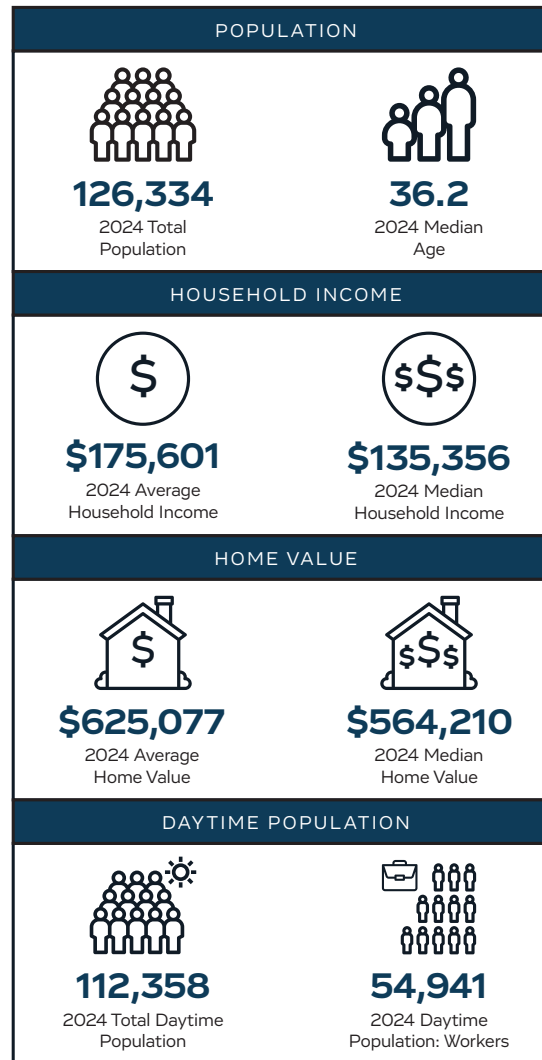 POPULATION
126,334
2024 Total
Population
36.2
2024 Median
Age
HOUSEHOLD INCOME
$
$175,601
2024 Average
Household Income
$$$
$135,356
2024 Median
Household Income
HOME VALUE
$
$625,077
2024 Average
Home Value
$$$
$564,210
2024 Median
Home Value
DAYTIME POPULATION
112,358
2024 Total Daytime
Population
54,941
2024 Daytime
Population: Workers